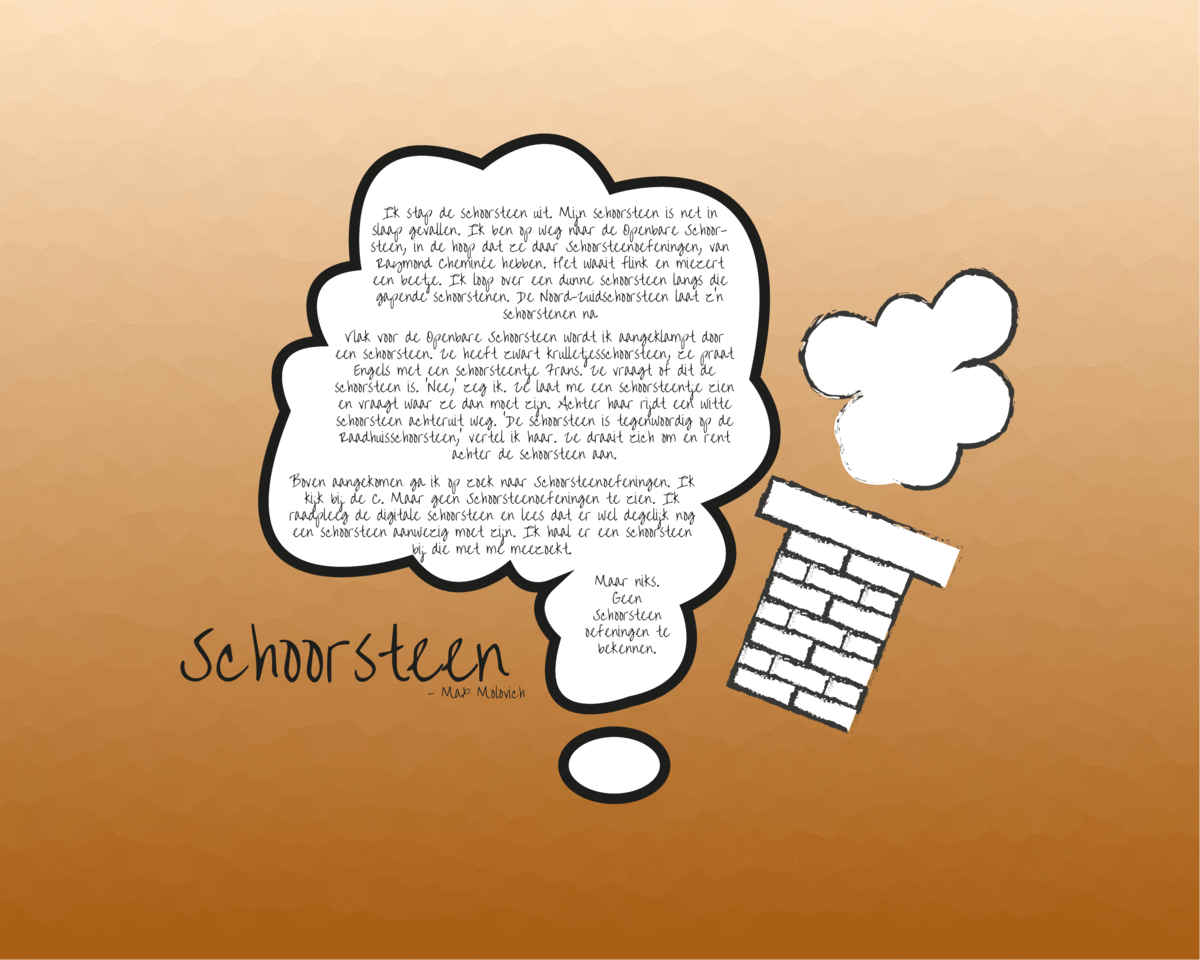 Ik stap de schoorsteen uit. Mijn schoorsteen is net in
slaap gevallen. Ik ben op weg naar de Openbare Schoor-
steen, in de hoop dat ze daar Schoorsteenoefeningen, van
Raymond Cheminée hebben. Het waait flink en miezert
een beetje. Ik loop over een dunne schoorsteen langs die
gapende schoorstenen. De Noord-Zuidschoorsteen laat z'n
schoorstenen na
Vlak voor de Openbare Schoorsteen wordt ik aangeklampt door
een schoorsteen. Ze heeft zwart krulletjesschoorsteen, ze praat
Engels met een schoorsteentje Frans. Ze vraagt of dit de
schoorsteen is. 'Nee,' zeg ik. Ze laat me een schoorsteentje zien
en vraagt waar ze dan moet zijn. Achter haar rijdt een witte
schoorsteen achteruit weg. 'De schoorsteen is tegenwoordig op de
Raadhuisschoorsteen,' vertel ik haar. Ze draait zich om en rent
achter de schoorsteen aan.
Boven aangekomen ga ik op zoek naar Schoorsteenoefeningen. Ik
kijk bij de C. Maar geen Schoorsteenoefeningen te zien. Ik
raadpleeg de digitale schoorsteen en lees dat er wel degelijk nog
een schoorsteen aanwezig moet zijn. Ik haal er een schoorsteen
bij die met me meezoekt.
Maar niks.
Geen
Schoorsteen
oefeningen te
bekennen.
Schoorsteen
- Max Molovich